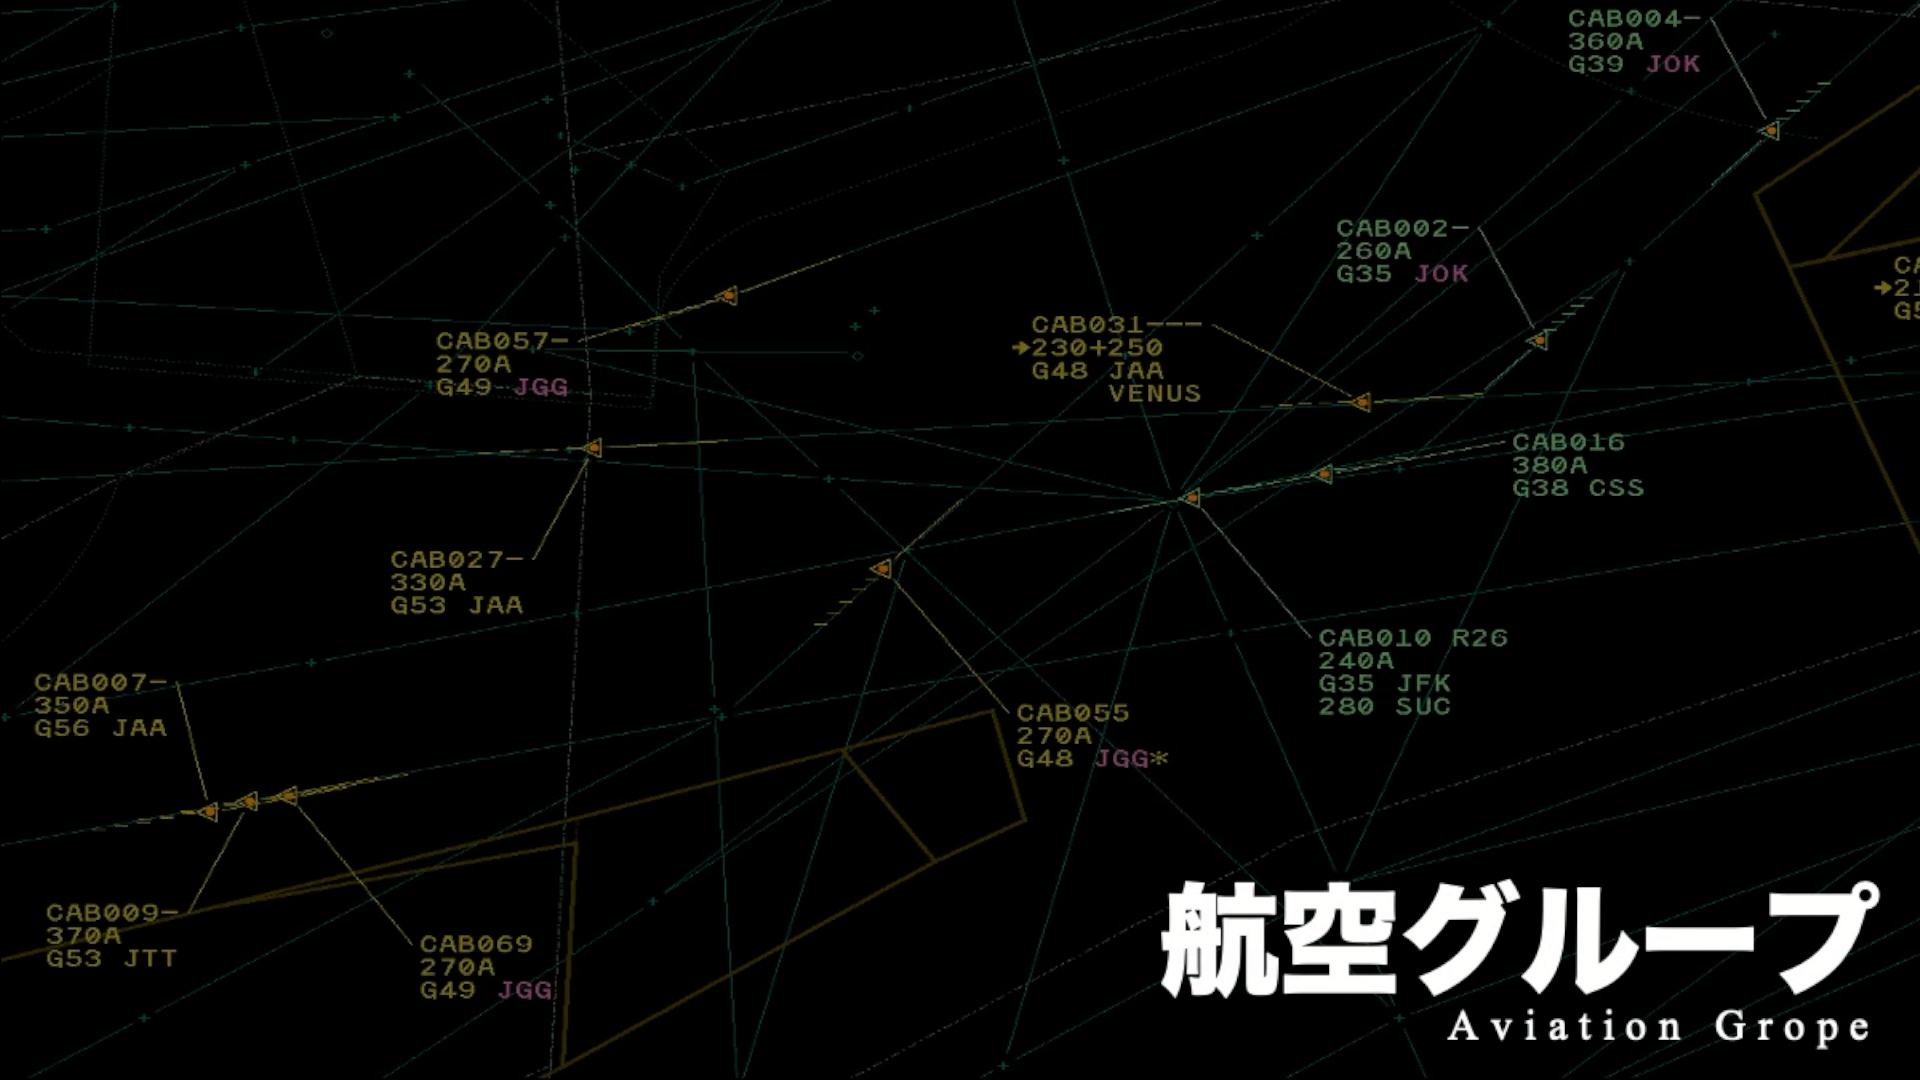 CAB004-
360A
G39 JOK
CAB002-
260A
G35 JOK
CAB057-
270A
G49 JGG
CAB031---
➔230+250
G48 JAA
VENUS
CAB016
380A
G38 CSS
CAB027-
330A
G53 JAA
CAB010 R26
240A
G35 JFK
280 SUC
CAB007-
350A
G56 JAA
CAB055
270A
G48 JGG*
CAB009-
370A
G53 JTT
CAB069
270A
G49 JGG
航空グループ
Aviation Grope